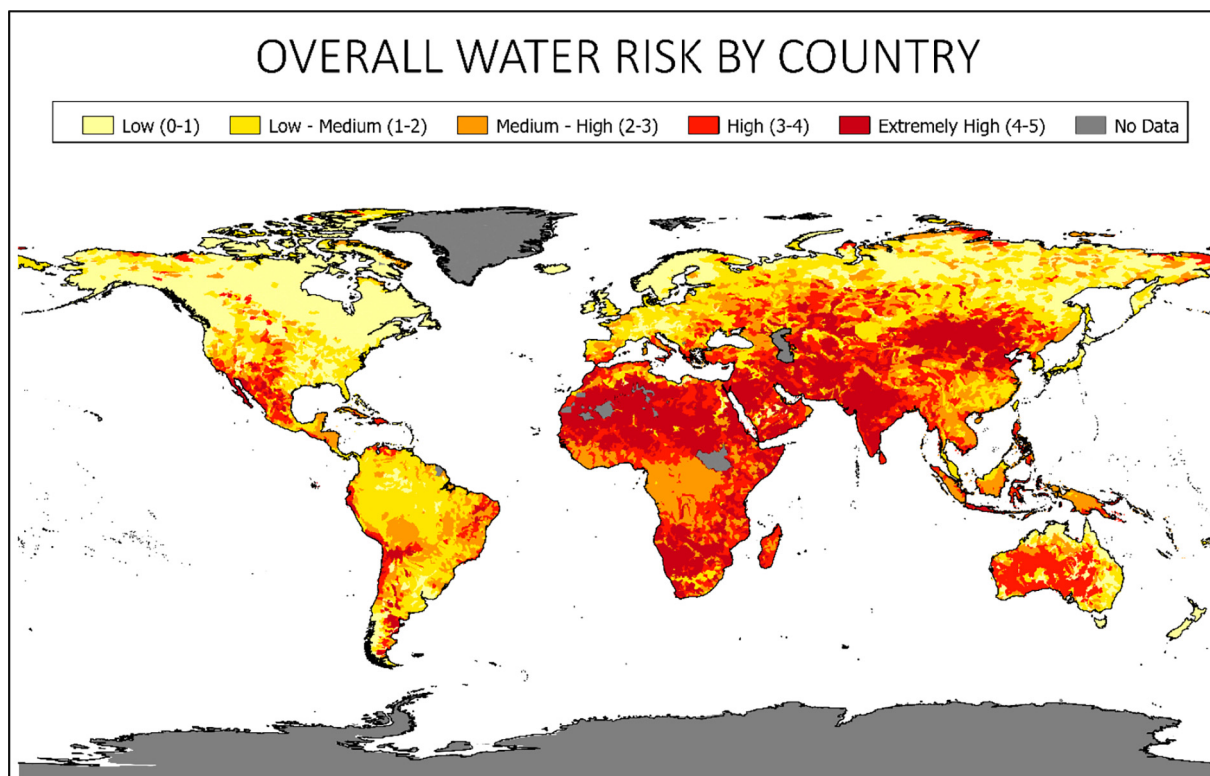 OVERALL WATER RISK BY COUNTRY
Low (0-1) Low - Medium (1-2) Medium - High (2-3) High (3-4) Extremely High (4-5) No Data